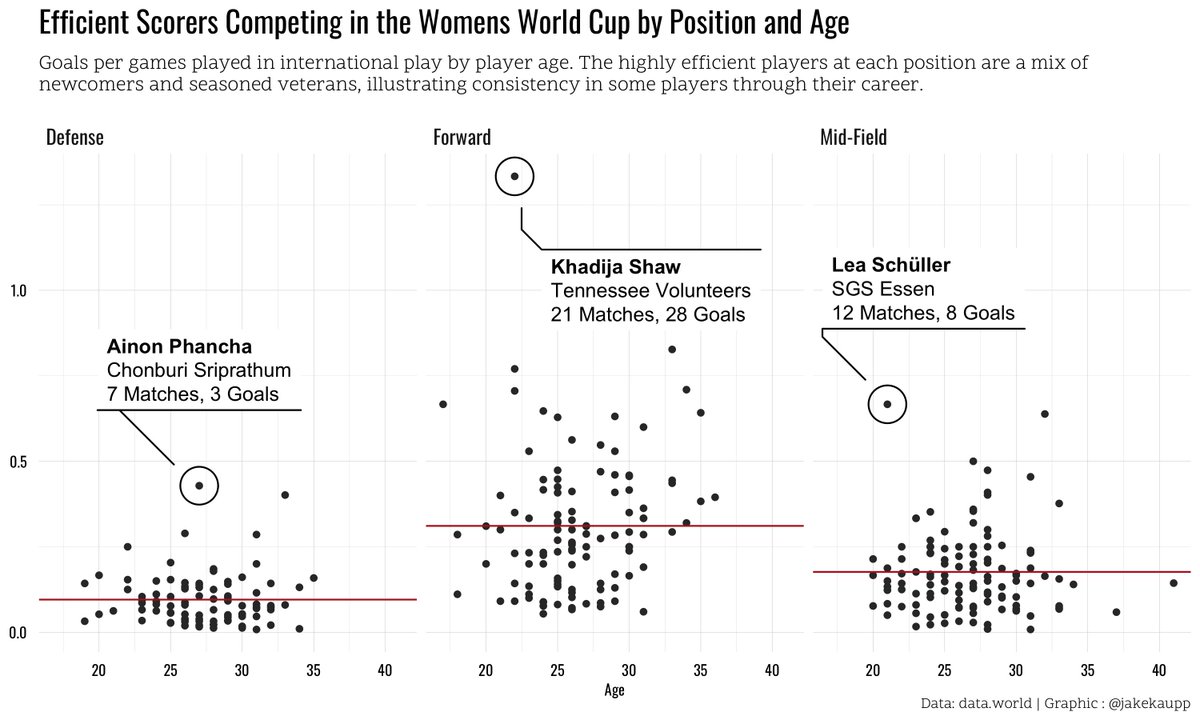 Efficient Scorers Competing in the Womens World Cup by Position and Age
Goals per games played in international play by player age. The highly efficient players at each position are a mix of
newcomers and seasoned veterans, illustrating consistency in some players through their career.
Defense
Forward
Mid-Field
Khadija Shaw
Tennessee Volunteers
21 Matches, 28 Goals
Lea Schüller
SGS Essen
12 Matches, 8 Goals
Ainon Phancha
Chonburi Sriprathum
7 Matches, 3 Goals
1.0
0.5
0.0
20 25 30 35 40
20 25 30 35 40
20 25 30 35 40
Age
Data: data.world | Graphic : @jakekaupp